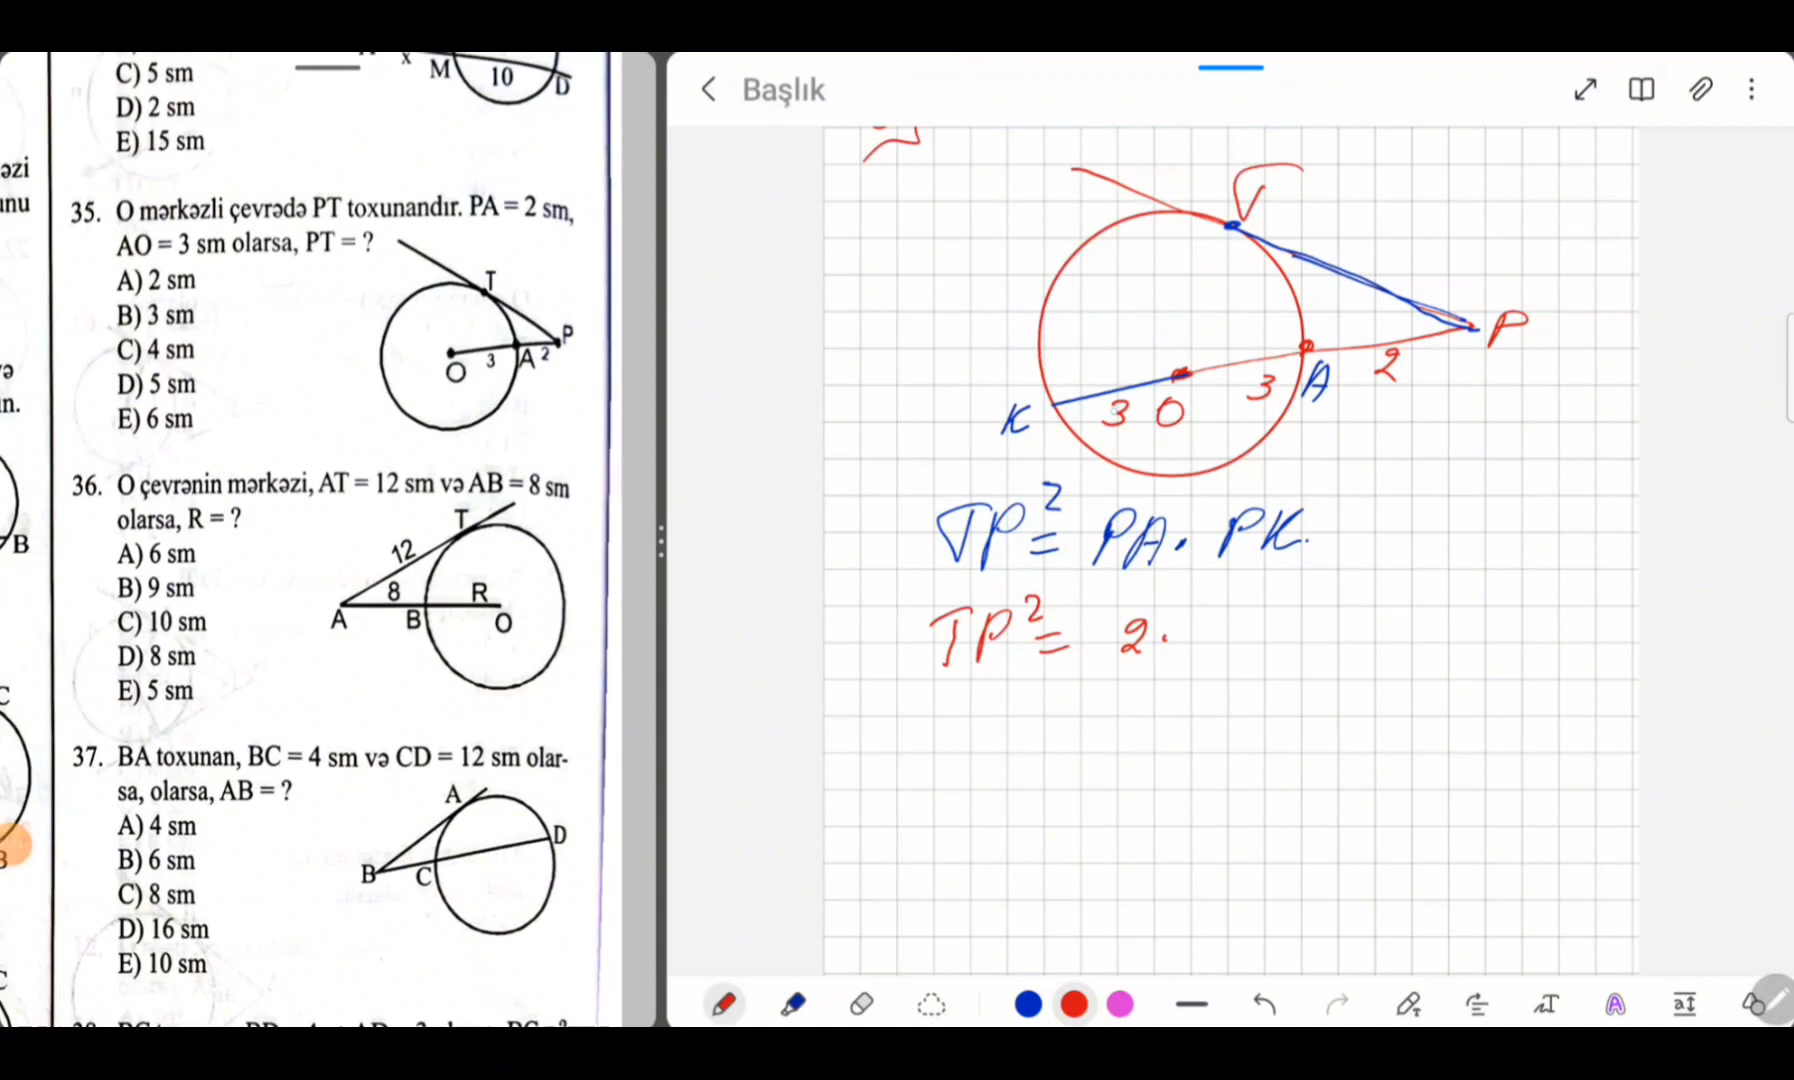 C) 5 sm
D) 2 sm
E) 15 sm
x M 10 D
əzi
unu
35. O mərkəzli çevrədə PT toxunandır. PA = 2 sm,
AO = 3 sm olarsa, PT = ?
A) 2 sm
B) 3 sm
C) 4 sm
D) 5 sm
E) 6 sm
T
P
O 3 A 2
n.
B
36. O çevrənin mərkəzi, AT = 12 sm və AB = 8 sm
olarsa, R = ?
A) 6 sm
B) 9 sm
C) 10 sm
D) 8 sm
E) 5 sm
T
12
8 R
A B O
C
37. BA toxunan, BC = 4 sm və CD = 12 sm olar-
sa, olarsa, AB = ?
A) 4 sm
B) 6 sm
C) 8 sm
D) 16 sm
E) 10 sm
A
D
B C
Başlık
P
A 2
3
K 3 O
TP² = PA · PK.
TP² = 2 ·